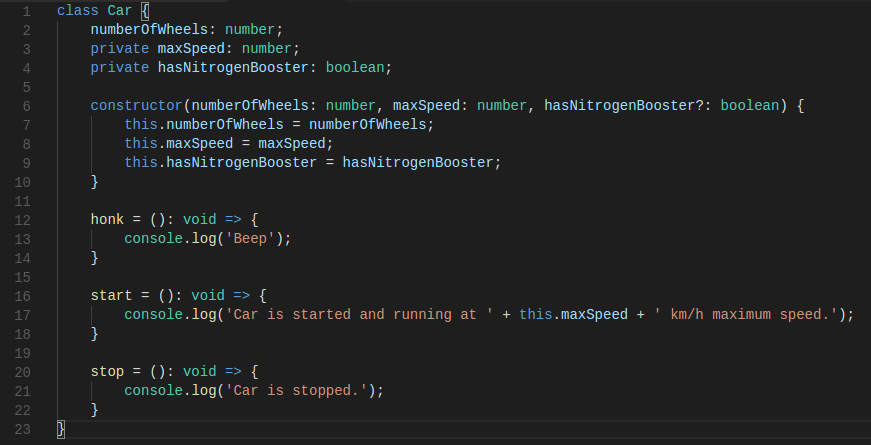 1 class Car {
2     numberOfWheels: number;
3     private maxSpeed: number;
4     private hasNitrogenBooster: boolean;
5
6     constructor(numberOfWheels: number, maxSpeed: number, hasNitrogenBooster?: boolean) {
7         this.numberOfWheels = numberOfWheels;
8         this.maxSpeed = maxSpeed;
9         this.hasNitrogenBooster = hasNitrogenBooster;
10     }
11
12     honk = (): void => {
13         console.log('Beep');
14     }
15
16     start = (): void => {
17         console.log('Car is started and running at ' + this.maxSpeed + ' km/h maximum speed.');
18     }
19
20     stop = (): void => {
21         console.log('Car is stopped.');
22     }
23 }